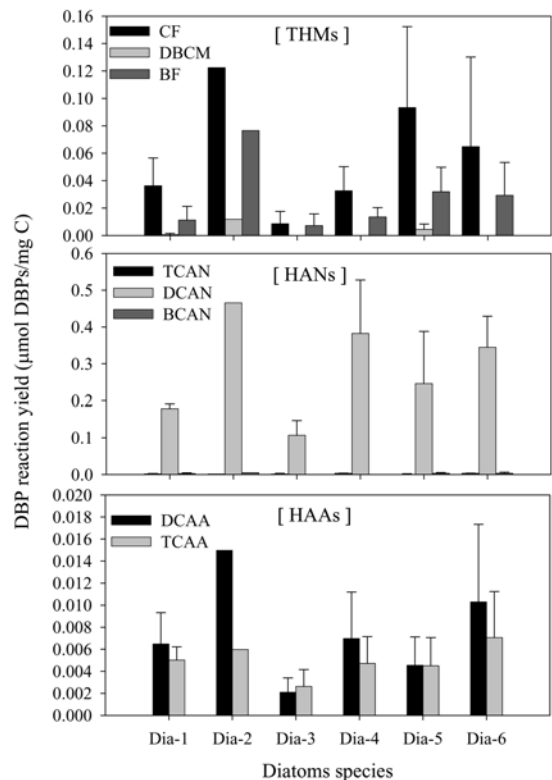 [ THMs ]
CF
DBCM
BF
0.16
0.14
0.12
0.10
0.08
0.06
0.04
0.02
0.00
[ HANs ]
TCAN
DCAN
BCAN
0.6
0.5
0.4
0.3
0.2
0.1
0.0
[ HAAs ]
DCAA
TCAA
0.020
0.018
0.016
0.014
0.012
0.010
0.008
0.006
0.004
0.002
0.000
DBP reaction yield (μmol DBPs/mg C)
Dia-1 Dia-2 Dia-3 Dia-4 Dia-5 Dia-6
Diatoms species